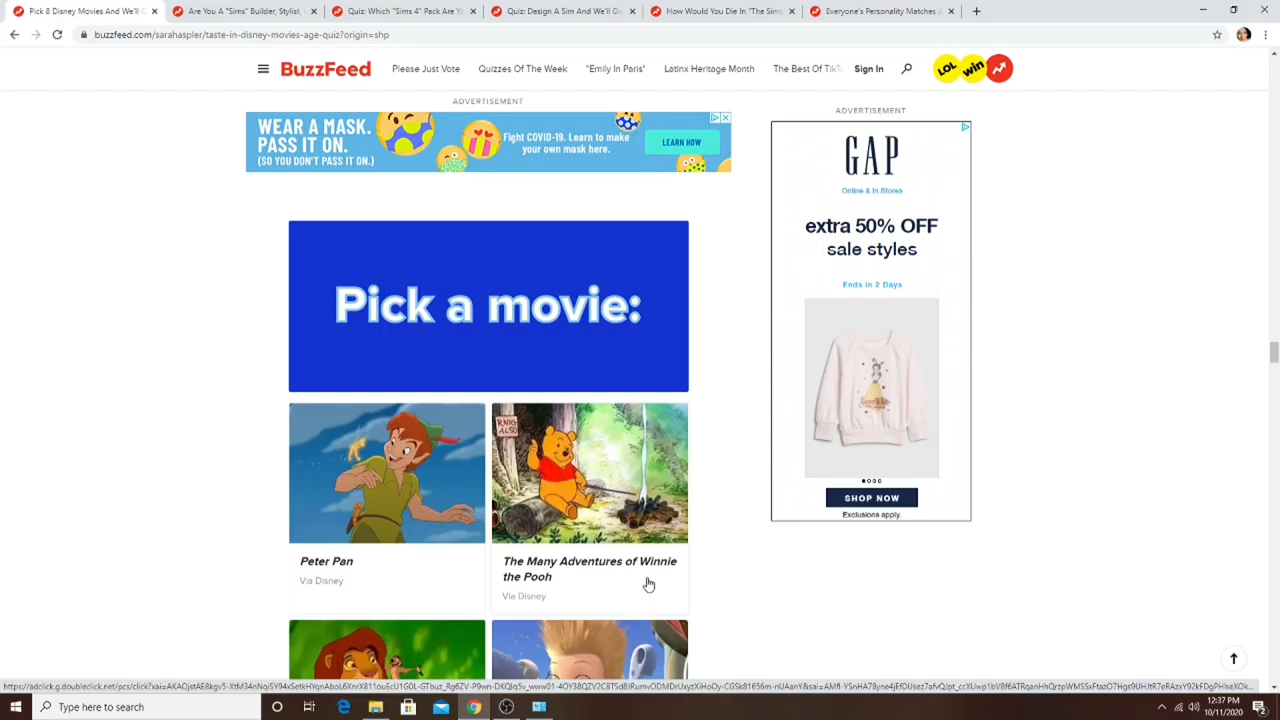 Pick 8 Disney Movies And We'll G
Are You A "Sims" Builder, Stylist,
Quiz: Which "Sims 4" Pack Are Yo
Quiz: Design A Sim And We'll Giv
How Would You Die In "The Sims
Everyone's Personality Matches A
buzzfeed.com/sarahaspler/taste-in-disney-movies-age-quiz?origin=shp
BuzzFeed
Please Just Vote
Quizzes Of The Week
"Emily In Paris"
Latinx Heritage Month
The Best Of TikTo
Sign In
LOL
win
ADVERTISEMENT
WEAR A MASK.
PASS IT ON.
(SO YOU DON'T PASS IT ON.)
Fight COVID-19. Learn to make
your own mask here.
LEARN NOW
ADVERTISEMENT
GAP
Online & In Stores
extra 50% OFF
sale styles
Ends in 2 Days
SHOP NOW
Exclusions apply.
Pick a movie:
RNIG
ALSO
Peter Pan
Via Disney
The Many Adventures of Winnie
the Pooh
Via Disney
Type here to search
12:37 PM
10/11/2020
2